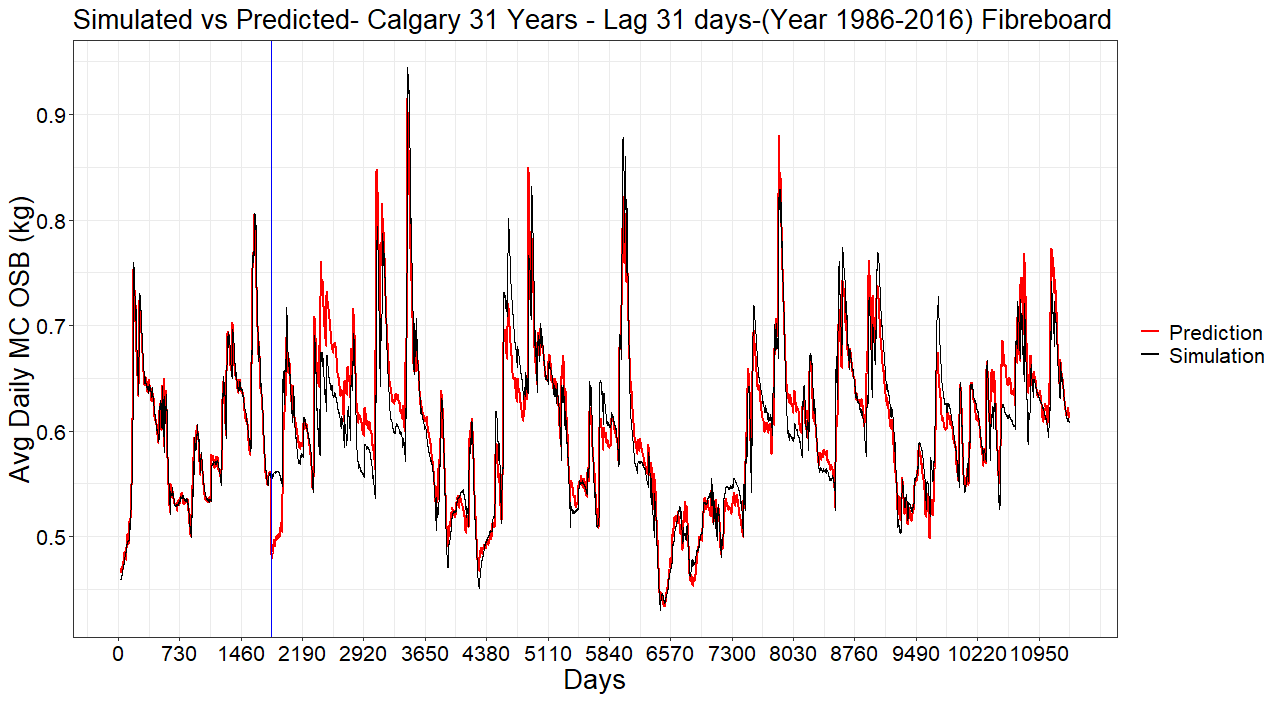 Simulated vs Predicted- Calgary 31 Years - Lag 31 days-(Year 1986-2016) Fibreboard
Avg Daily MC OSB (kg)
0.9
0.8
0.7
0.6
0.5
0 730 1460 2190 2920 3650 4380 5110 5840 6570 7300 8030 8760 9490 10220 10950
Days
Prediction
Simulation